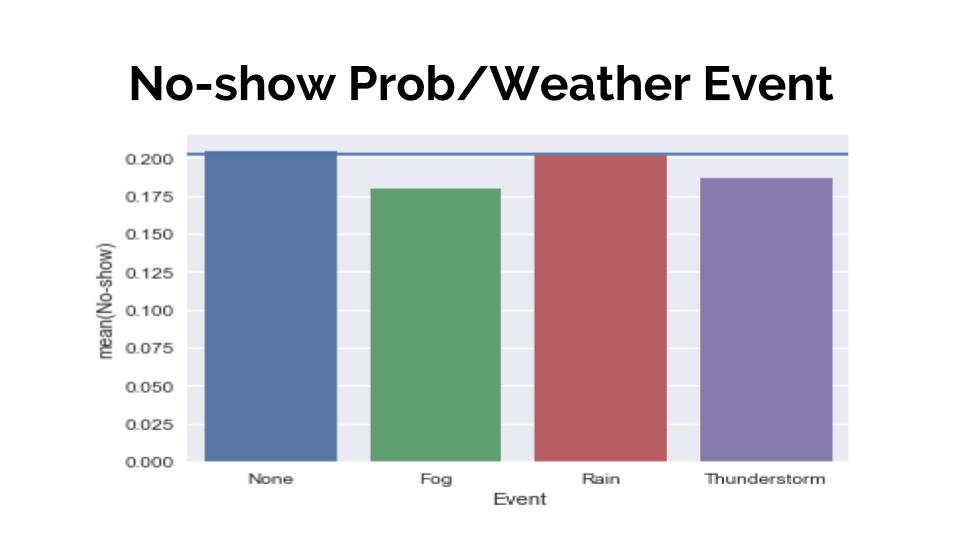 No-show Prob/Weather Event
0.200
0.175
0.150
0.125
0.100
0.075
0.050
0.025
0.000
mean(No-show)
None Fog Rain Thunderstorm
Event